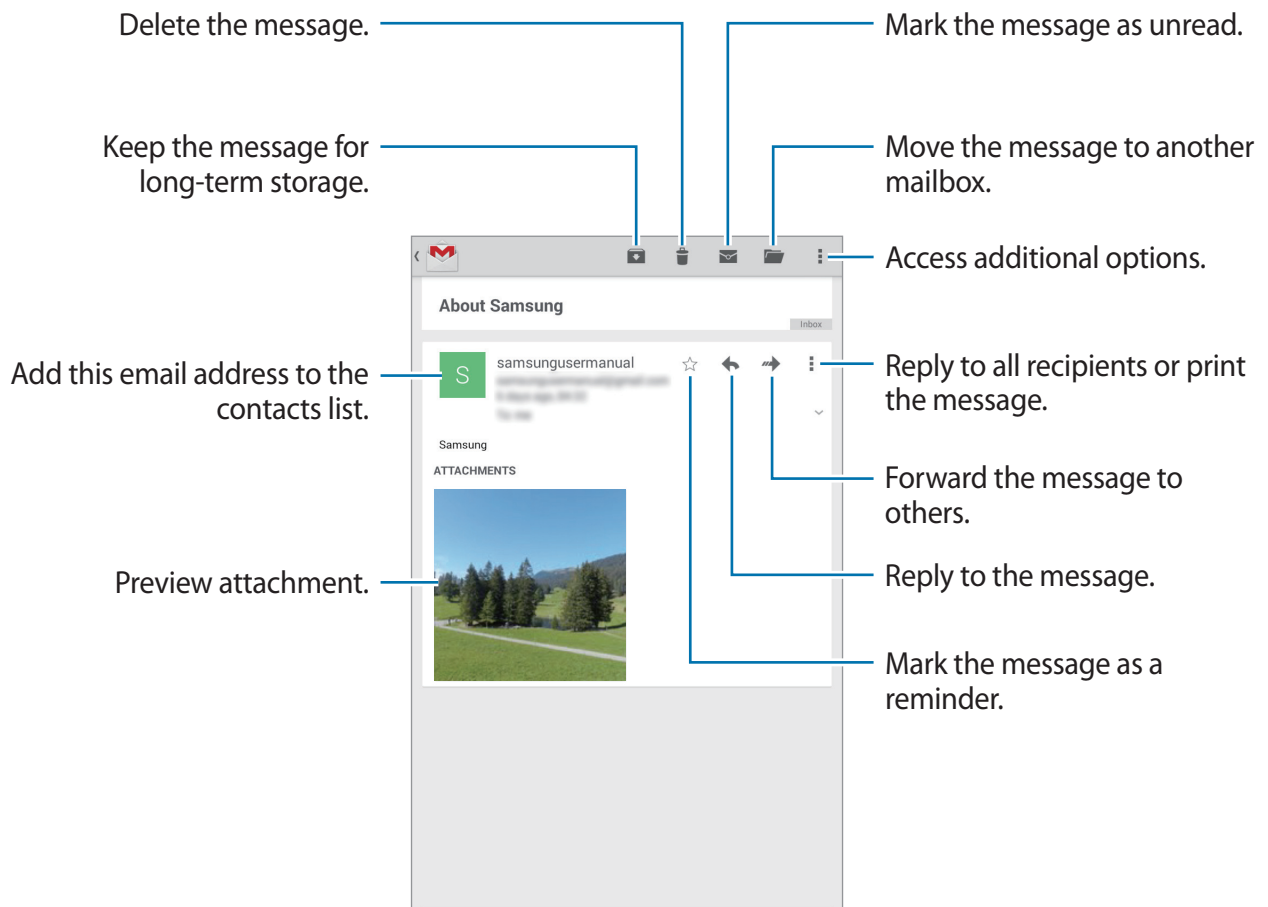 Delete the message.
Mark the message as unread.
Keep the message for
long-term storage.
Move the message to another
mailbox.
Access additional options.
About Samsung
Inbox
Add this email address to the
contacts list.
S
samsungusermanual
Reply to all recipients or print
the message.
Samsung
ATTACHMENTS
Forward the message to
others.
Preview attachment.
Reply to the message.
Mark the message as a
reminder.